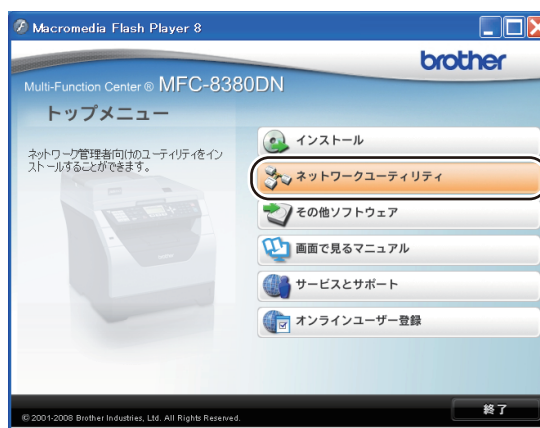 Macromedia Flash Player 8
brother
Multi-Function Center ® MFC-8380DN
トップメニュー
ネットワーク管理者向けのユーティリティをイン
ストールすることができます。
インストール
ネットワークユーティリティ
その他ソフトウェア
画面で見るマニュアル
サービスとサポート
オンラインユーザー登録
© 2001-2008 Brother Industries, Ltd. All Rights Reserved.
終了